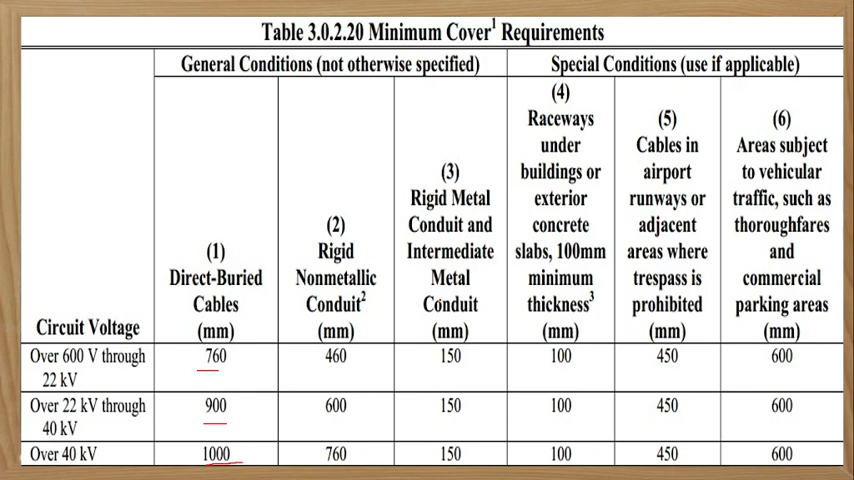 Table 3.0.2.20 Minimum Cover1 Requirements
General Conditions (not otherwise specified)
Special Conditions (use if applicable)
Circuit Voltage
(1)
Direct-Buried
Cables
(mm)
(2)
Rigid
Nonmetallic
Conduit2
(mm)
(3)
Rigid Metal
Conduit and
Intermediate
Metal
Conduit
(mm)
(4)
Raceways
under
buildings or
exterior
concrete
slabs, 100mm
minimum
thickness3
(mm)
(5)
Cables in
airport
runways or
adjacent
areas where
trespass is
prohibited
(mm)
(6)
Areas subject
to vehicular
traffic, such as
thoroughfares
and
commercial
parking areas
(mm)
Over 600 V through
22 kV
760
460
150
100
450
600
Over 22 kV through
40 kV
900
600
150
100
450
600
Over 40 kV
1000
760
150
100
450
600